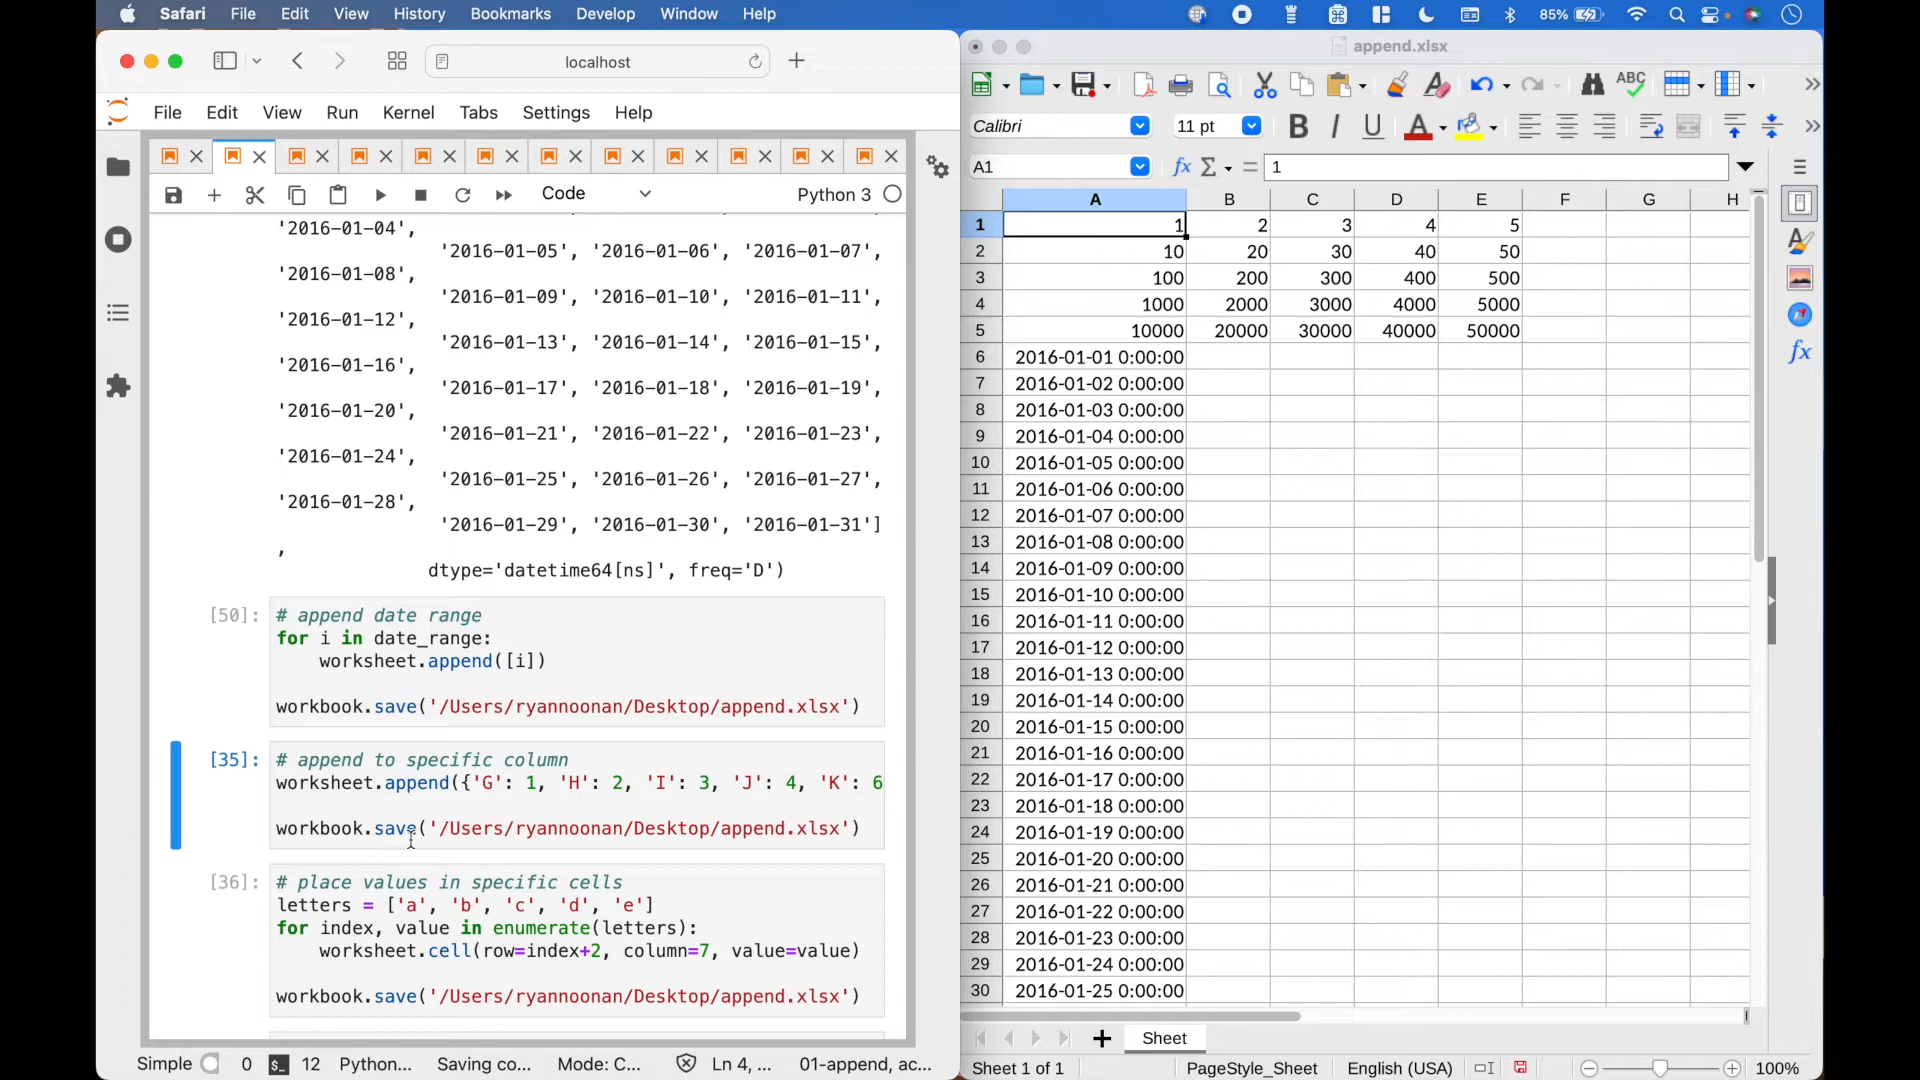 Safari File Edit View History Bookmarks Develop Window Help 85%
localhost
File Edit View Run Kernel Tabs Settings Help
Code Python 3
'2016-01-04',
'2016-01-05', '2016-01-06', '2016-01-07',
'2016-01-08',
'2016-01-09', '2016-01-10', '2016-01-11',
'2016-01-12',
'2016-01-13', '2016-01-14', '2016-01-15',
'2016-01-16',
'2016-01-17', '2016-01-18', '2016-01-19',
'2016-01-20',
'2016-01-21', '2016-01-22', '2016-01-23',
'2016-01-24',
'2016-01-25', '2016-01-26', '2016-01-27',
'2016-01-28',
'2016-01-29', '2016-01-30', '2016-01-31']
,
dtype='datetime64[ns]', freq='D')
[50]: # append date range
for i in date_range:
worksheet.append([i])
workbook.save('/Users/ryannoonan/Desktop/append.xlsx')
[35]: # append to specific column
worksheet.append({'G': 1, 'H': 2, 'I': 3, 'J': 4, 'K': 6
workbook.save('/Users/ryannoonan/Desktop/append.xlsx')
[36]: # place values in specific cells
letters = ['a', 'b', 'c', 'd', 'e']
for index, value in enumerate(letters):
worksheet.cell(row=index+2, column=7, value=value)
workbook.save('/Users/ryannoonan/Desktop/append.xlsx')
Simple 0 12 Python... Saving co... Mode: C... Ln 4, ... 01-append, ac...
append.xlsx
ABC
Calibri 11 pt B I U A
A1 fx Σ = 1
A B C D E F G H
1 1 2 3 4 5
2 10 20 30 40 50
3 100 200 300 400 500
4 1000 2000 3000 4000 5000
5 10000 20000 30000 40000 50000
6 2016-01-01 0:00:00
7 2016-01-02 0:00:00
8 2016-01-03 0:00:00
9 2016-01-04 0:00:00
10 2016-01-05 0:00:00
11 2016-01-06 0:00:00
12 2016-01-07 0:00:00
13 2016-01-08 0:00:00
14 2016-01-09 0:00:00
15 2016-01-10 0:00:00
16 2016-01-11 0:00:00
17 2016-01-12 0:00:00
18 2016-01-13 0:00:00
19 2016-01-14 0:00:00
20 2016-01-15 0:00:00
21 2016-01-16 0:00:00
22 2016-01-17 0:00:00
23 2016-01-18 0:00:00
24 2016-01-19 0:00:00
25 2016-01-20 0:00:00
26 2016-01-21 0:00:00
27 2016-01-22 0:00:00
28 2016-01-23 0:00:00
29 2016-01-24 0:00:00
30 2016-01-25 0:00:00
fx
Sheet
Sheet 1 of 1 PageStyle_Sheet English (USA) 100%